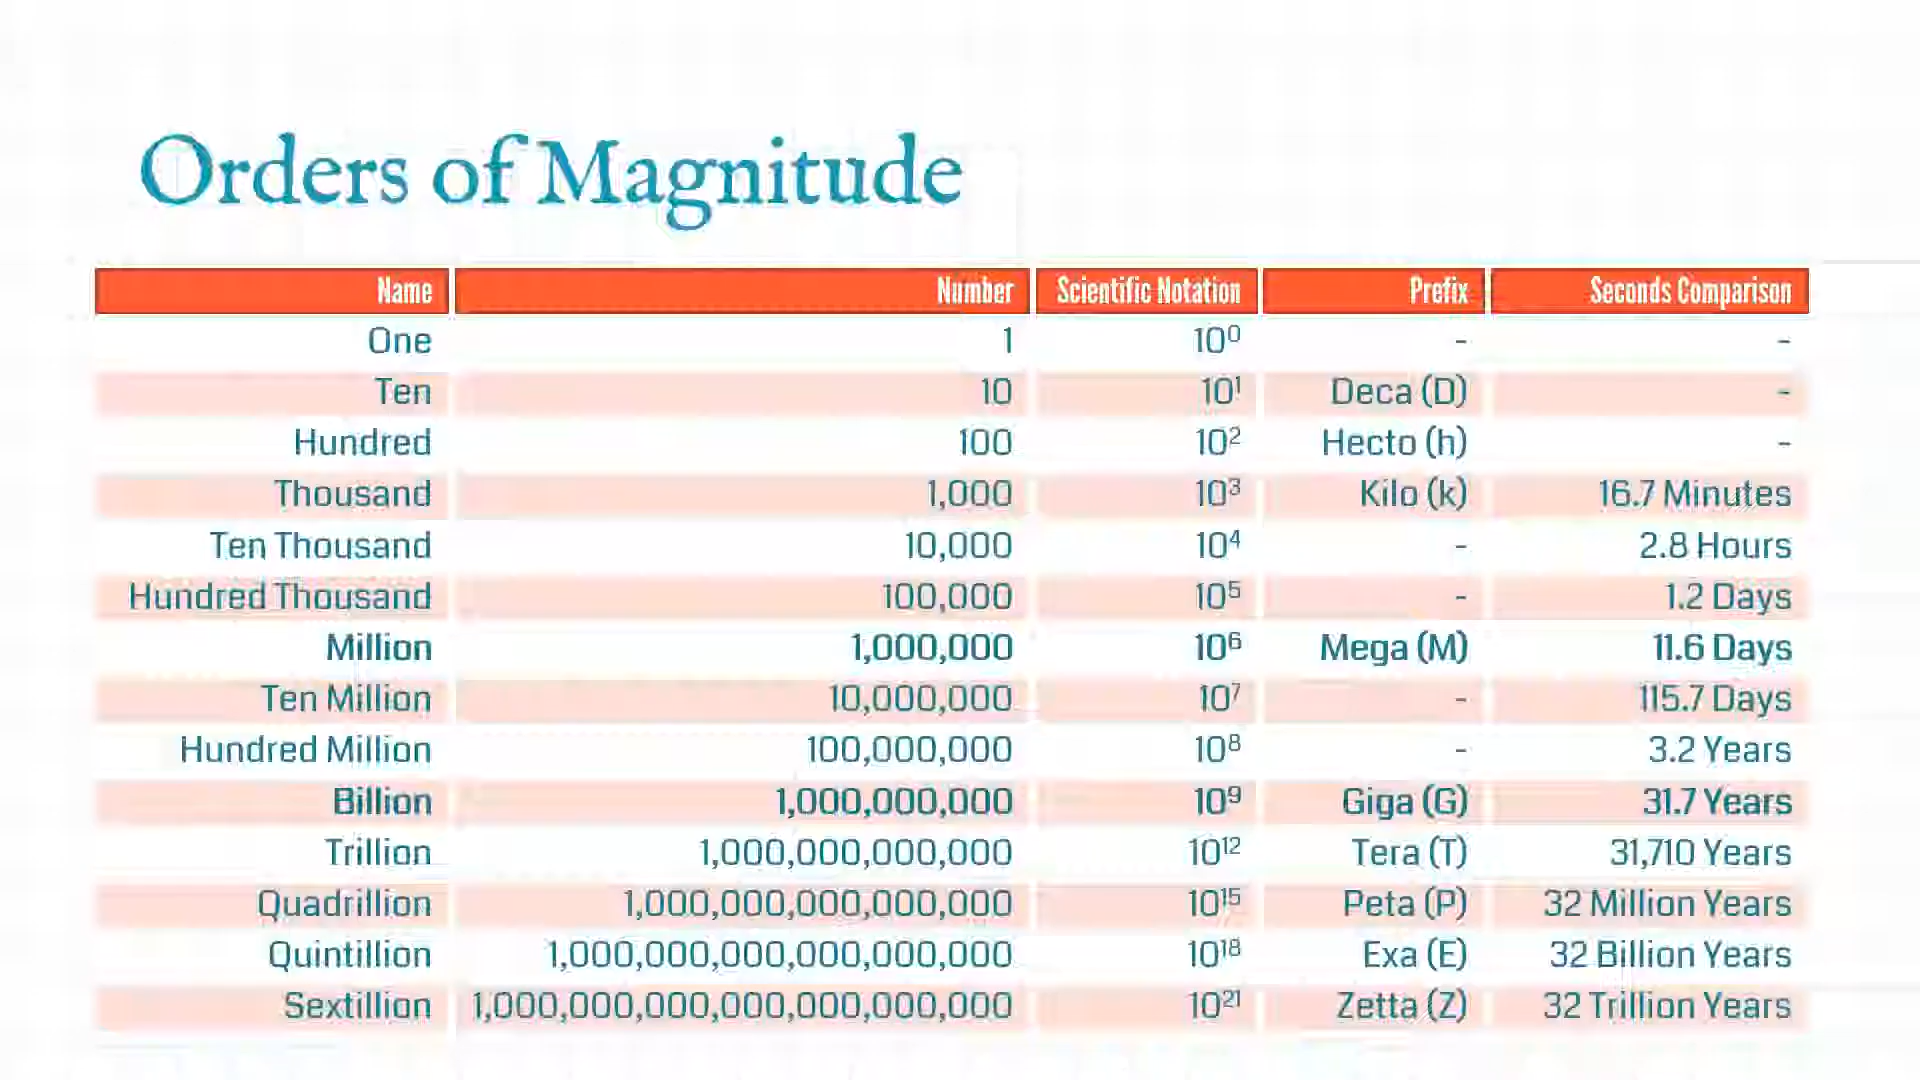 Orders of Magnitude
Name Number Scientific Notation Prefix Seconds Comparison
One 1 10⁰ - -
Ten 10 10¹ Deca (D) -
Hundred 100 10² Hecto (h) -
Thousand 1,000 10³ Kilo (k) 16.7 Minutes
Ten Thousand 10,000 10⁴ - 2.8 Hours
Hundred Thousand 100,000 10⁵ - 1.2 Days
Million 1,000,000 10⁶ Mega (M) 11.6 Days
Ten Million 10,000,000 10⁷ - 115.7 Days
Hundred Million 100,000,000 10⁸ - 3.2 Years
Billion 1,000,000,000 10⁹ Giga (G) 31.7 Years
Trillion 1,000,000,000,000 10¹² Tera (T) 31,710 Years
Quadrillion 1,000,000,000,000,000 10¹⁵ Peta (P) 32 Million Years
Quintillion 1,000,000,000,000,000,000 10¹⁸ Exa (E) 32 Billion Years
Sextillion 1,000,000,000,000,000,000,000 10²¹ Zetta (Z) 32 Trillion Years